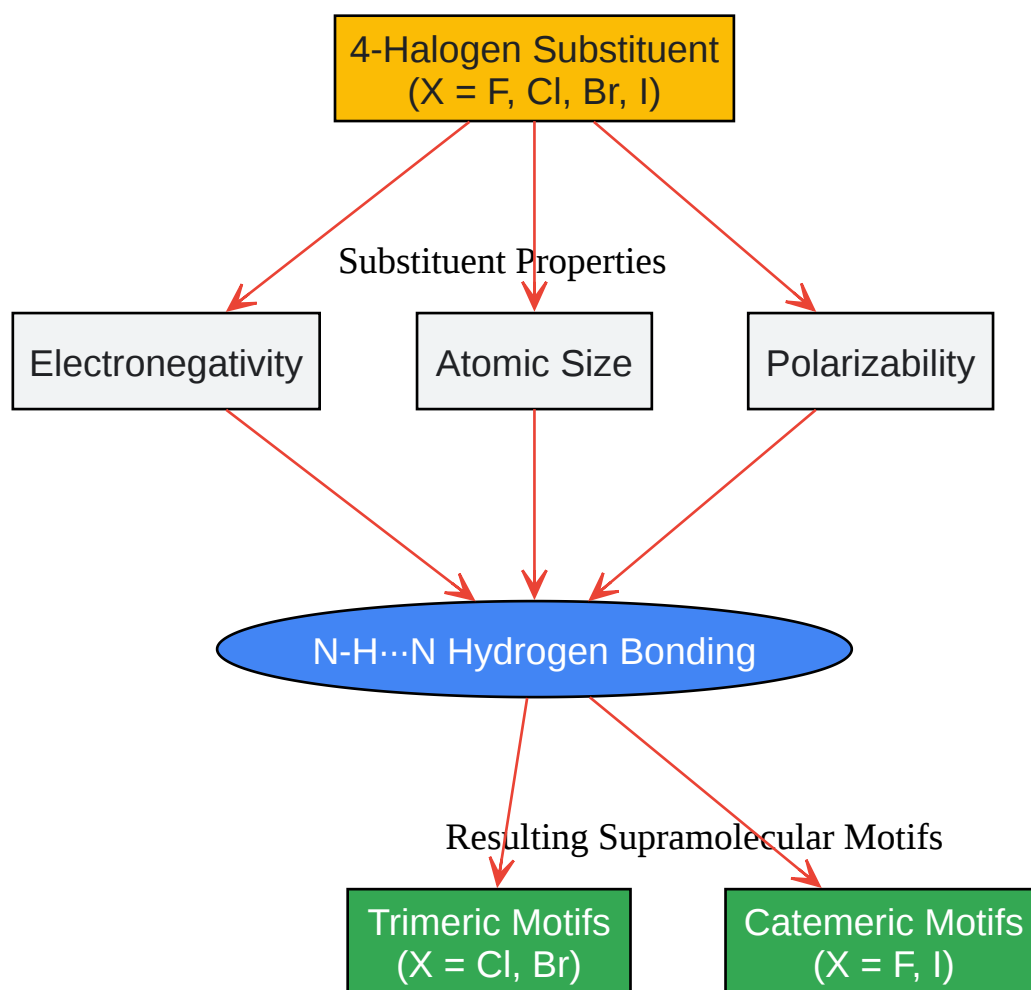 4-Halogen Substituent
(X = F, Cl, Br, I)
Substituent Properties
Electronegativity
Atomic Size
Polarizability
N-H···N Hydrogen Bonding
Resulting Supramolecular Motifs
Trimeric Motifs
(X = Cl, Br)
Catemeric Motifs
(X = F, I)